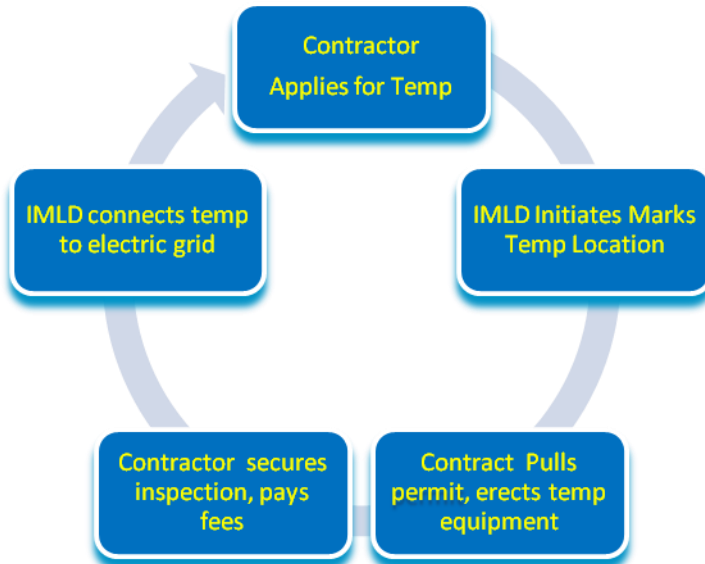 Contractor
Applies for Temp
IMLD Initiates Marks
Temp Location
Contract Pulls
permit, erects temp
equipment
Contractor secures
inspection, pays
fees
IMLD connects temp
to electric grid